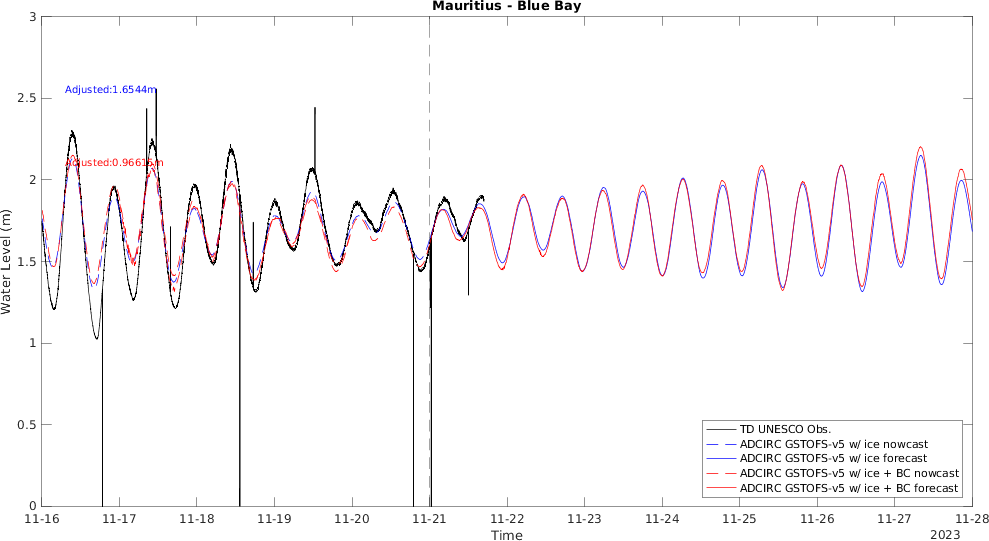 Mauritius - Blue Bay
Water Level (m)
3
2.5
2
1.5
1
0.5
0
Adjusted:1.6544m
Adjusted:0.96615m
TD UNESCO Obs.
ADCIRC GSTOFS-v5 w/ ice nowcast
ADCIRC GSTOFS-v5 w/ ice forecast
ADCIRC GSTOFS-v5 w/ ice + BC nowcast
ADCIRC GSTOFS-v5 w/ ice + BC forecast
11-16 11-17 11-18 11-19 11-20 11-21 11-22 11-23 11-24 11-25 11-26 11-27 11-28
Time
2023